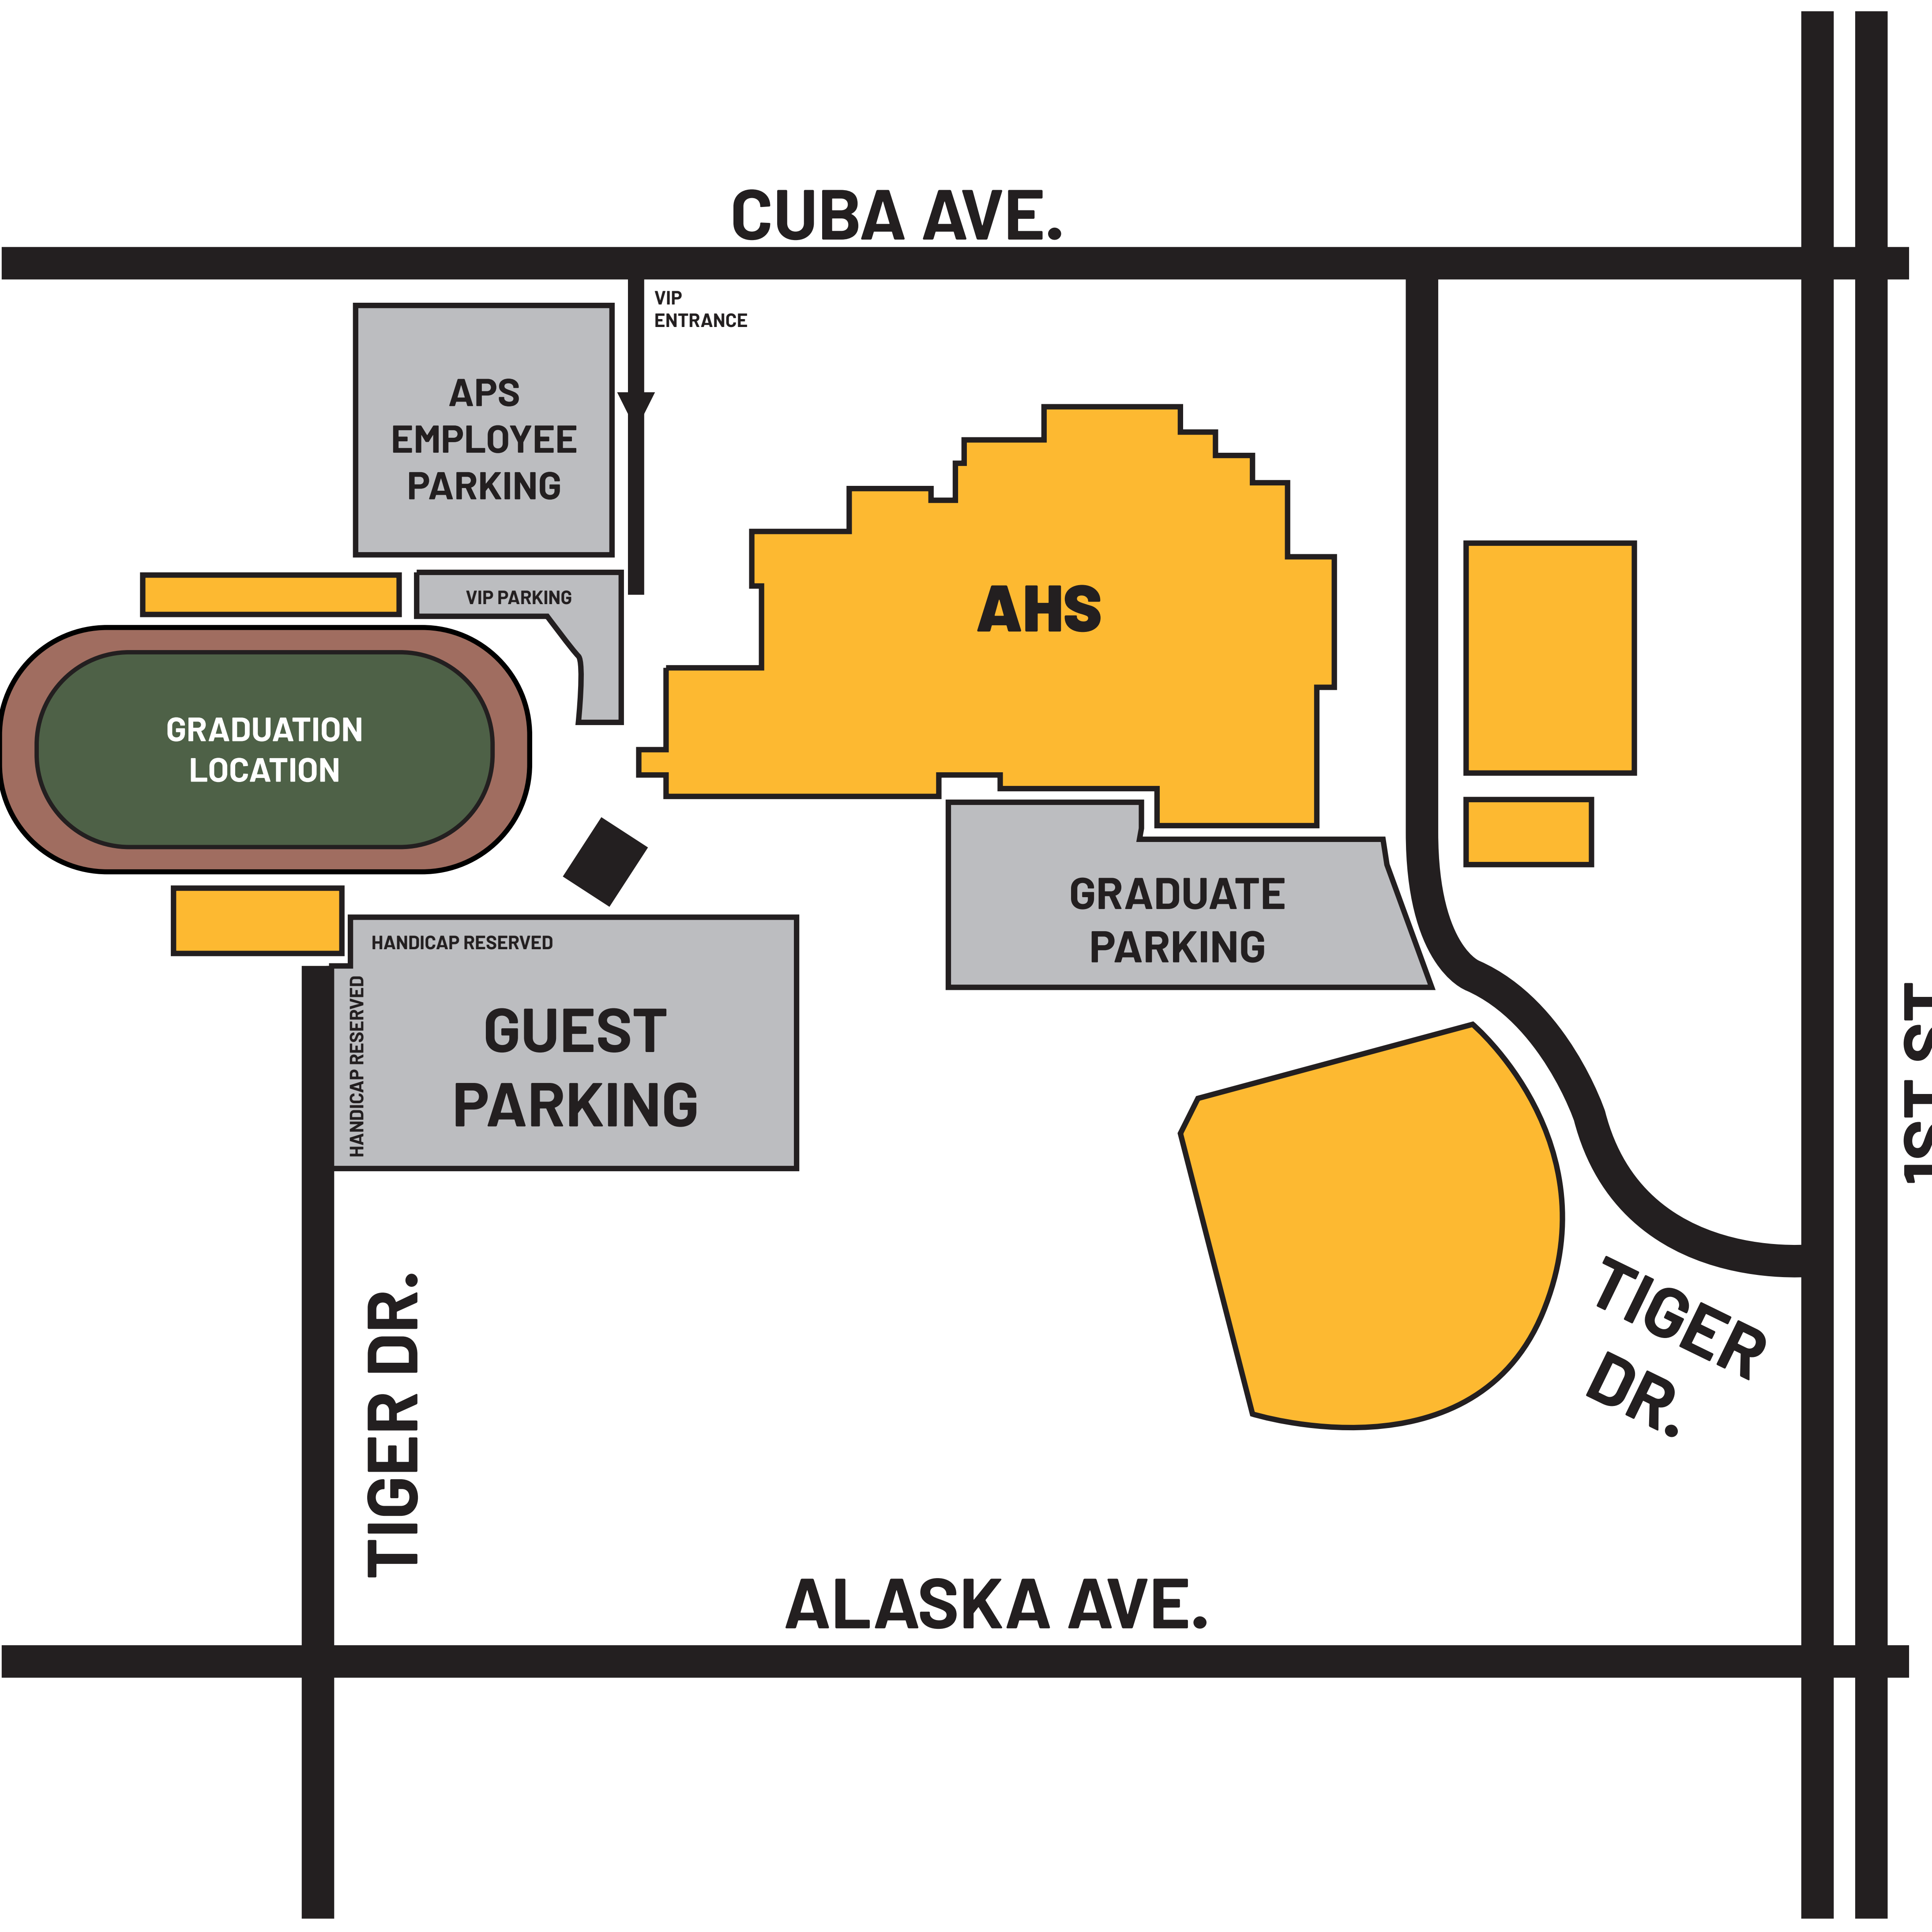 CUBA AVE.
VIP
ENTRANCE
APS
EMPLOYEE
PARKING
VIP PARKING
AHS
GRADUATION
LOCATION
GRADUATE
PARKING
HANDICAP RESERVED
HANDICAP RESERVED
GUEST
PARKING
1ST ST
TIGER DR.
TIGER
DR.
ALASKA AVE.